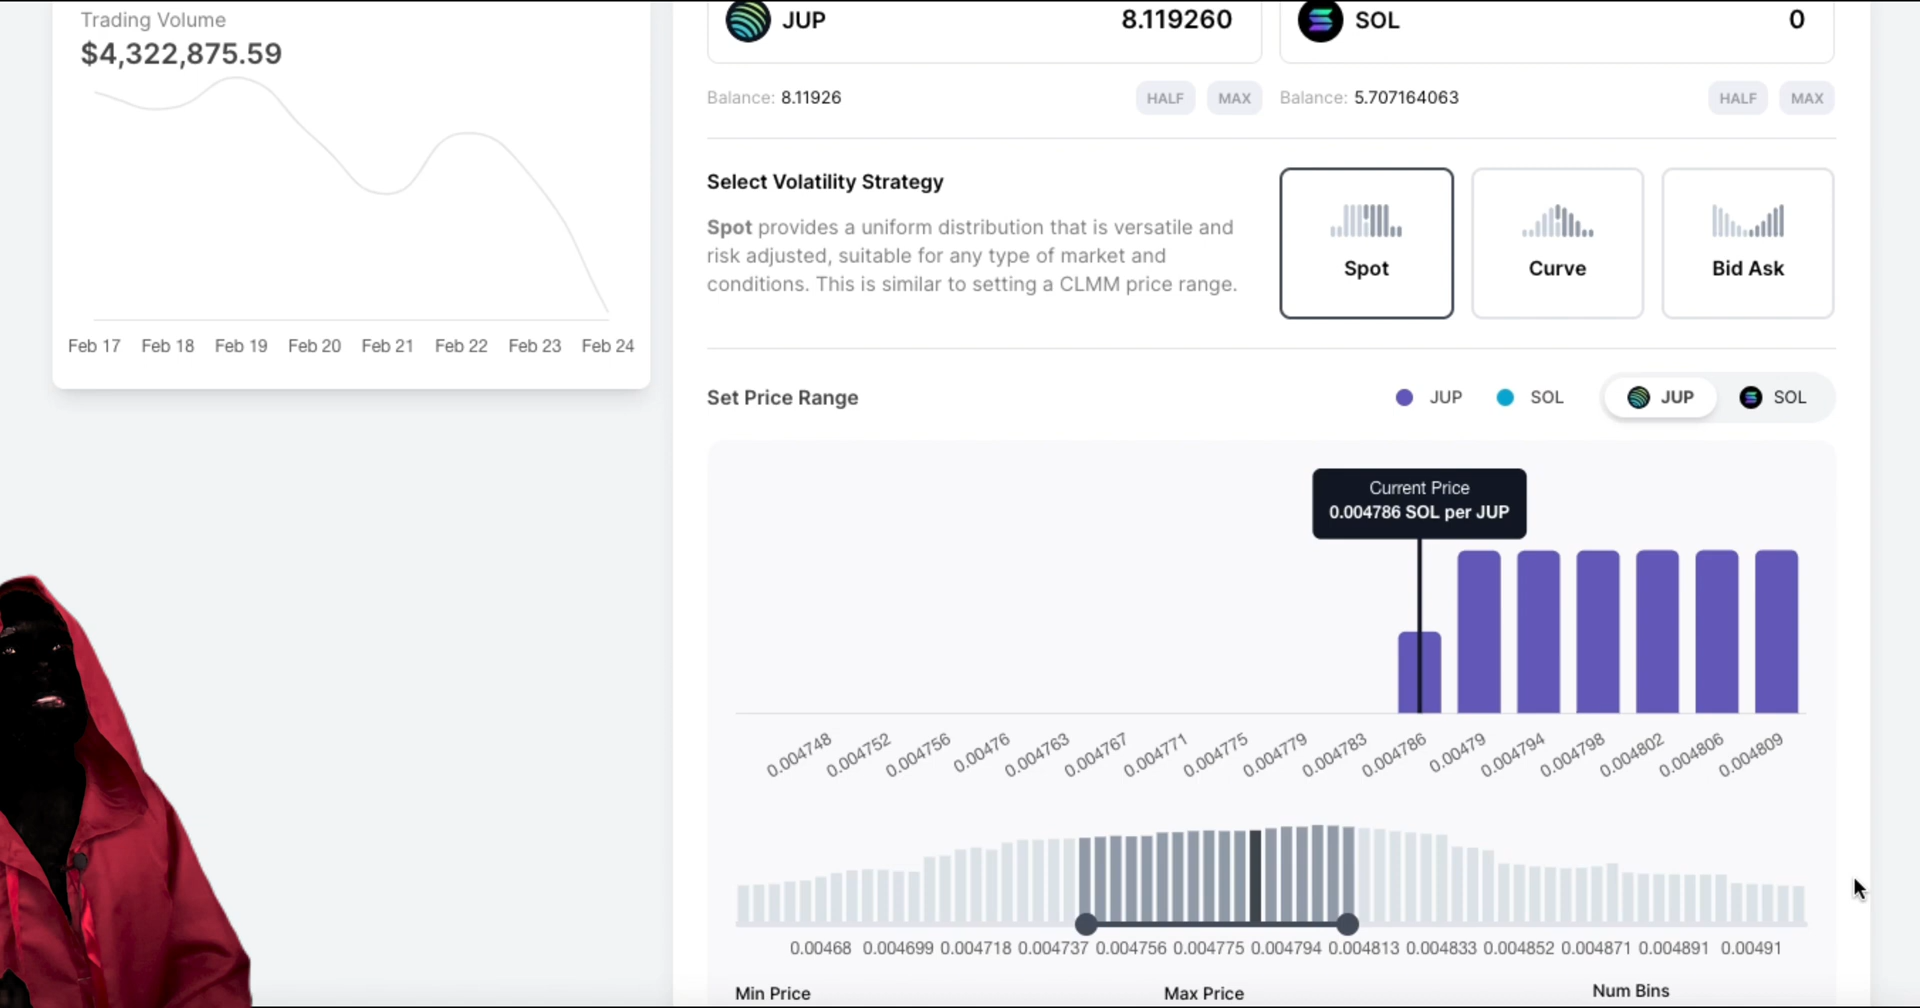 Trading Volume
$4,322,875.59
Feb 17 Feb 18 Feb 19 Feb 20 Feb 21 Feb 22 Feb 23 Feb 24
JUP 8.119260
SOL 0
Balance: 8.11926 HALF MAX
Balance: 5.707164063 HALF MAX
Select Volatility Strategy
Spot provides a uniform distribution that is versatile and
risk adjusted, suitable for any type of market and
conditions. This is similar to setting a CLMM price range.
Spot
Curve
Bid Ask
Set Price Range
JUP SOL JUP SOL
Current Price
0.004786 SOL per JUP
0.004748 0.004752 0.004756 0.00476 0.004763 0.004767 0.004771 0.004775 0.004779 0.004783 0.004786 0.00479 0.004794 0.004798 0.004802 0.004806 0.004809
0.00468 0.004699 0.004718 0.004737 0.004756 0.004775 0.004794 0.004813 0.004833 0.004852 0.004871 0.004891 0.00491
Min Price Max Price Num Bins